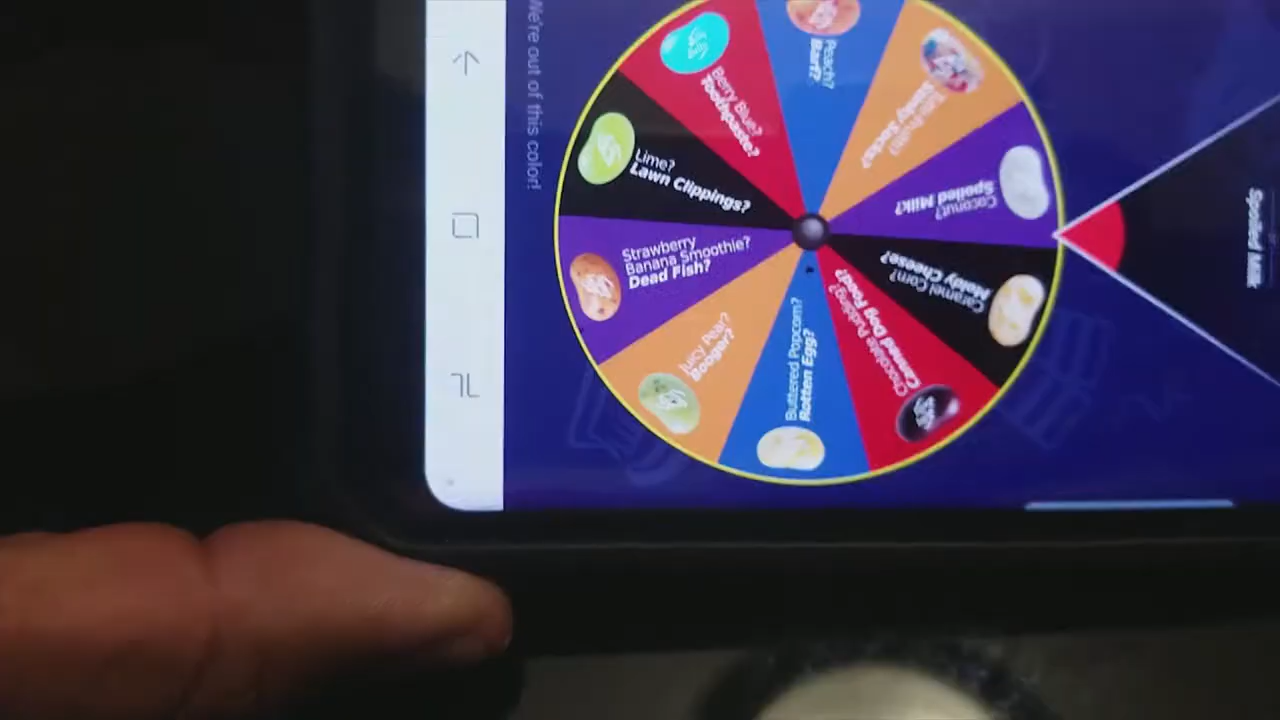 We're out of this color!
Peach?
Barf?
Stinky Socks?
Coconut?
Spoiled Milk?
Caramel Corn?
Moldy Cheese?
Chocolate Pudding?
Canned Dog Food?
Buttered Popcorn?
Rotten Egg?
Juicy Pear?
Booger?
Strawberry
Banana Smoothie?
Dead Fish?
Lime?
Lawn Clippings?
Berry Blue?
Toothpaste?
Spoiled Milk